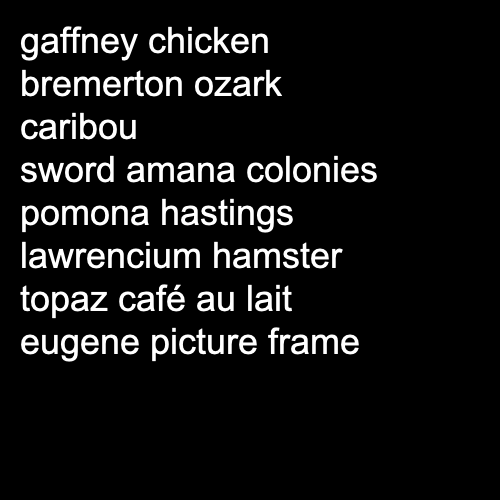 gaffney chicken
bremerton ozark
caribou
sword amana colonies
pomona hastings
lawrencium hamster
topaz café au lait
eugene picture frame